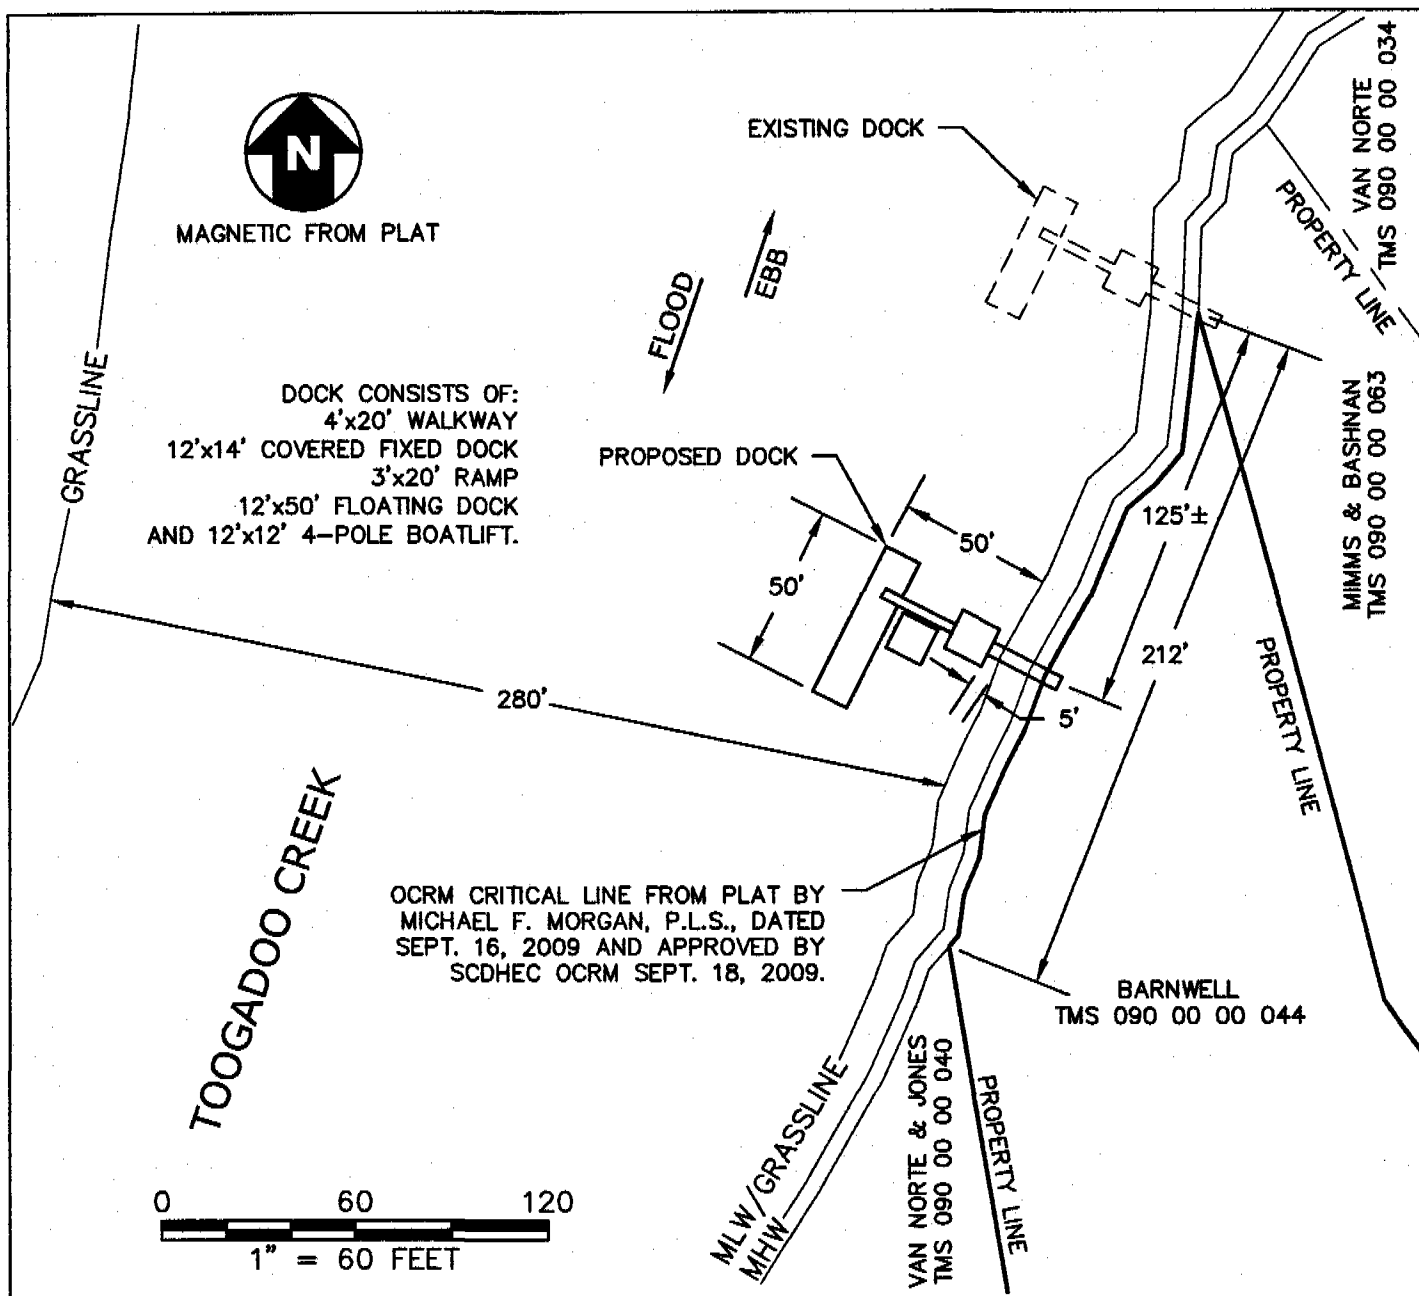 N
MAGNETIC FROM PLAT
EXISTING DOCK
VAN NORTE
TMS 090 00 00 034
PROPERTY LINE
EBB
FLOOD
GRASSLINE
DOCK CONSISTS OF:
4'x20' WALKWAY
12'x14' COVERED FIXED DOCK
3'x20' RAMP
12'x50' FLOATING DOCK
AND 12'x12' 4-POLE BOATLIFT.
PROPOSED DOCK
MIMMS & BASHNAN
TMS 090 00 00 063
125'±
50'
50'
212'
PROPERTY LINE
280'
5'
TOOGADOO CREEK
OCRM CRITICAL LINE FROM PLAT BY
MICHAEL F. MORGAN, P.L.S., DATED
SEPT. 16, 2009 AND APPROVED BY
SCDHEC OCRM SEPT. 18, 2009.
BARNWELL
TMS 090 00 00 044
VAN NORTE & JONES
TMS 090 00 00 040
PROPERTY LINE
MLW/GRASSLINE
MHW
0 60 120
1" = 60 FEET